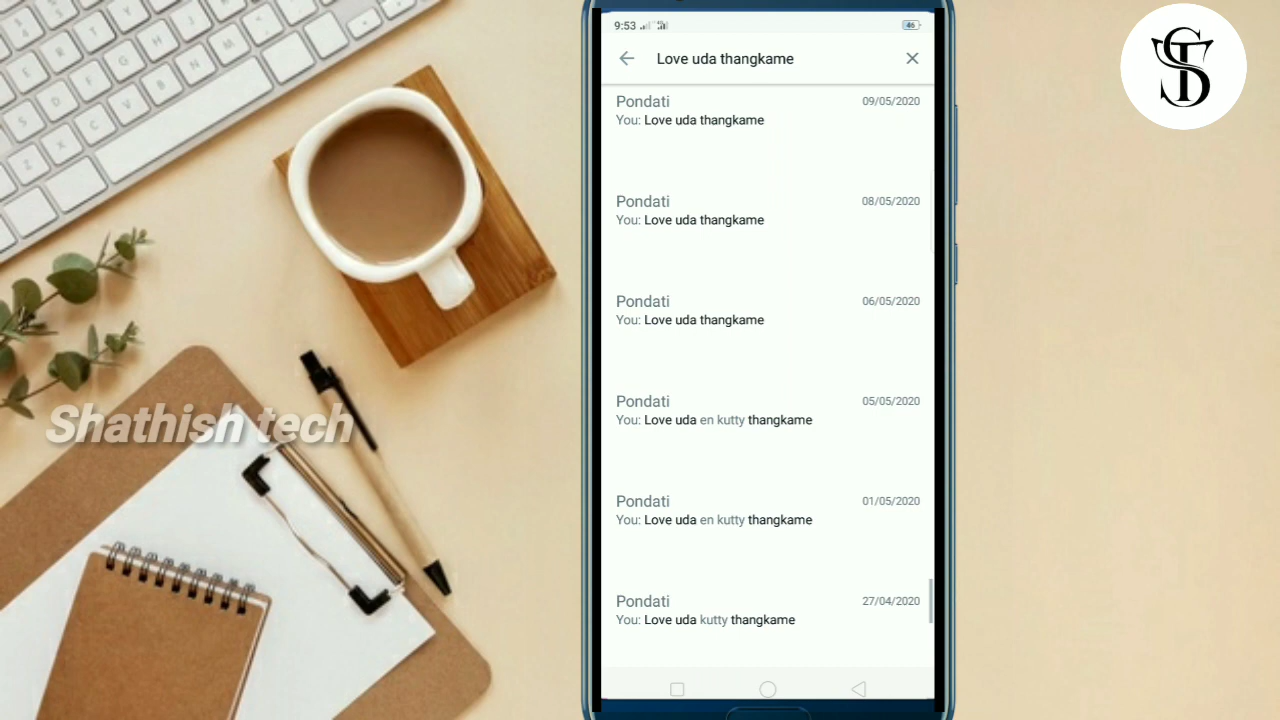 9:53
46
Love uda thangkame
Pondati 09/05/2020
You: Love uda thangkame
Pondati 08/05/2020
You: Love uda thangkame
Pondati 06/05/2020
You: Love uda thangkame
Pondati 05/05/2020
You: Love uda en kutty thangkame
Pondati 01/05/2020
You: Love uda en kutty thangkame
Pondati 27/04/2020
You: Love uda kutty thangkame
Shathish tech
ST